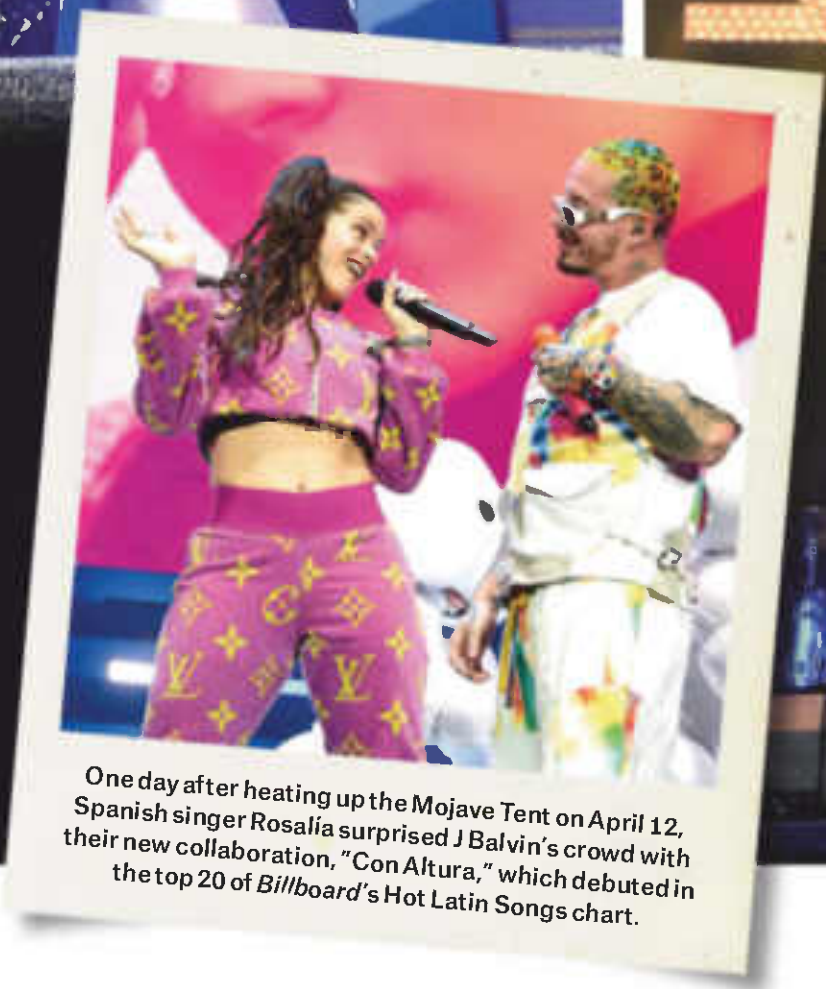 One day after heating up the Mojave Tent on April 12,
Spanish singer Rosalía surprised J Balvin's crowd with
their new collaboration, "Con Altura," which debuted in
the top 20 of Billboard's Hot Latin Songs chart.